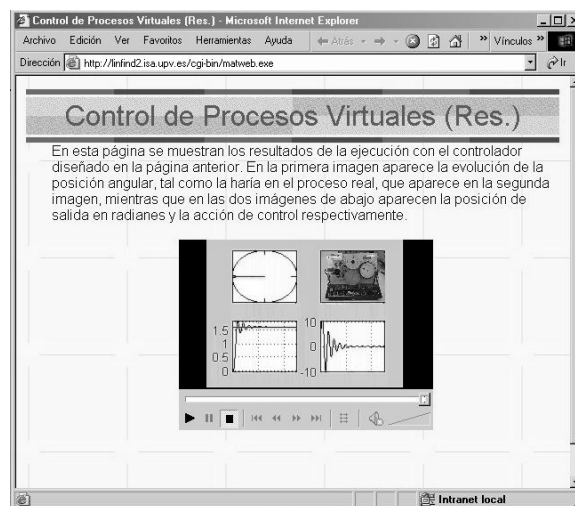 Control de Procesos Virtuales (Res.) - Microsoft Internet Explorer
Archivo Edición Ver Favoritos Herramientas Ayuda Atrás Vínculos
Dirección http://linfind2.isa.upv.es/cgi-bin/matweb.exe Ir
Control de Procesos Virtuales (Res.)
En esta página se muestran los resultados de la ejecución con el controlador
diseñado en la página anterior. En la primera imagen aparece la evolución de la
posición angular, tal como la haría en el proceso real, que aparece en la segunda
imagen, mientras que en las dos imágenes de abajo aparecen la posición de
salida en radianes y la acción de control respectivamente.
1.5
1
0.5
0
10
0
-10
Intranet local